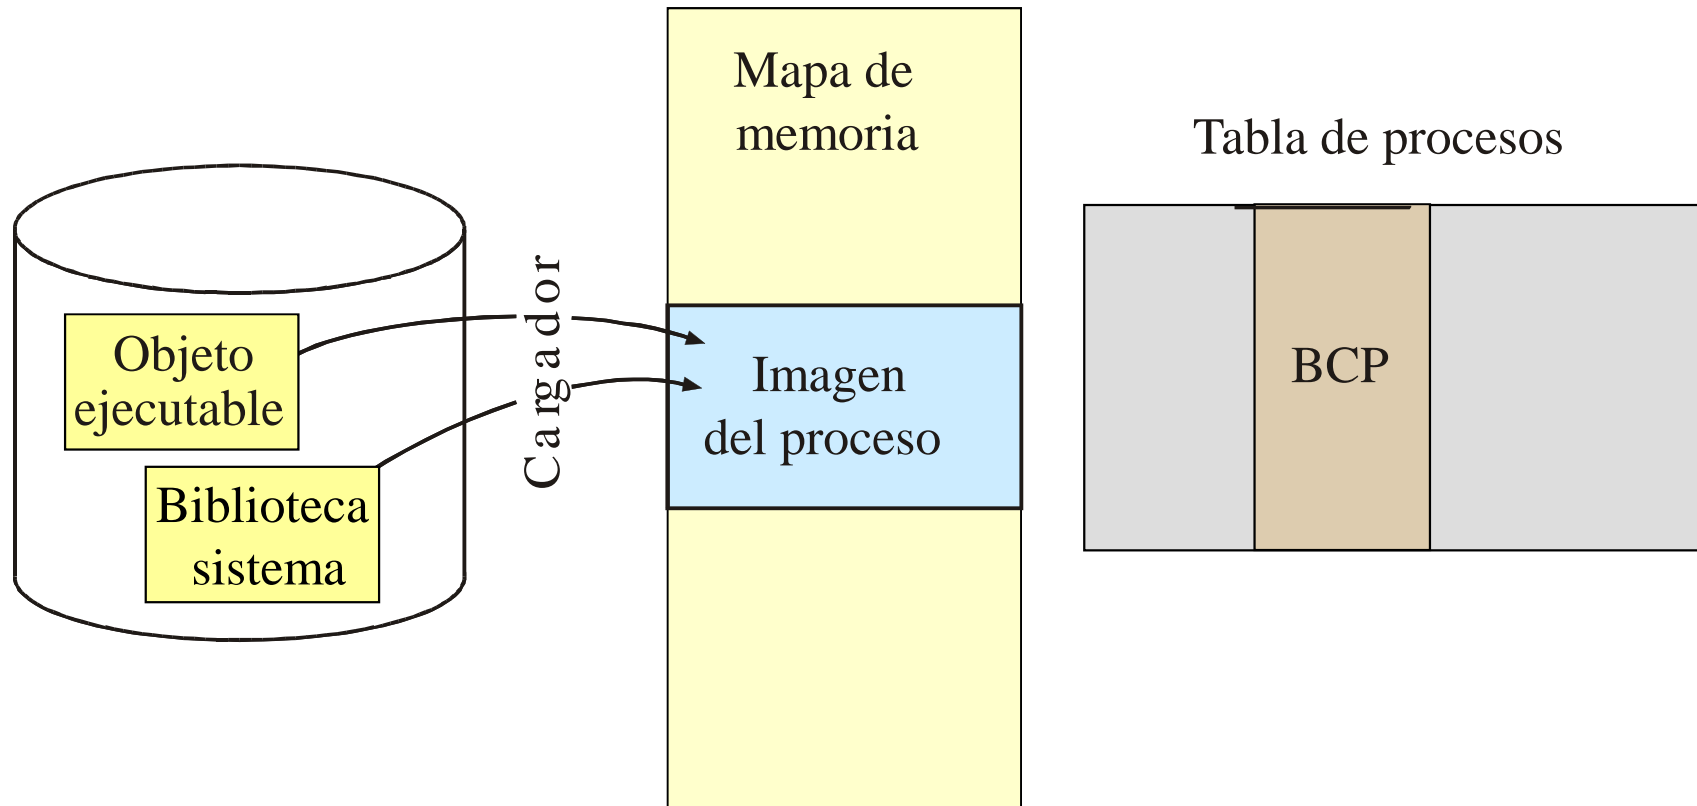 Mapa de
memoria
Tabla de procesos
Objeto
ejecutable
Biblioteca
sistema
Cargador
Imagen
del proceso
BCP